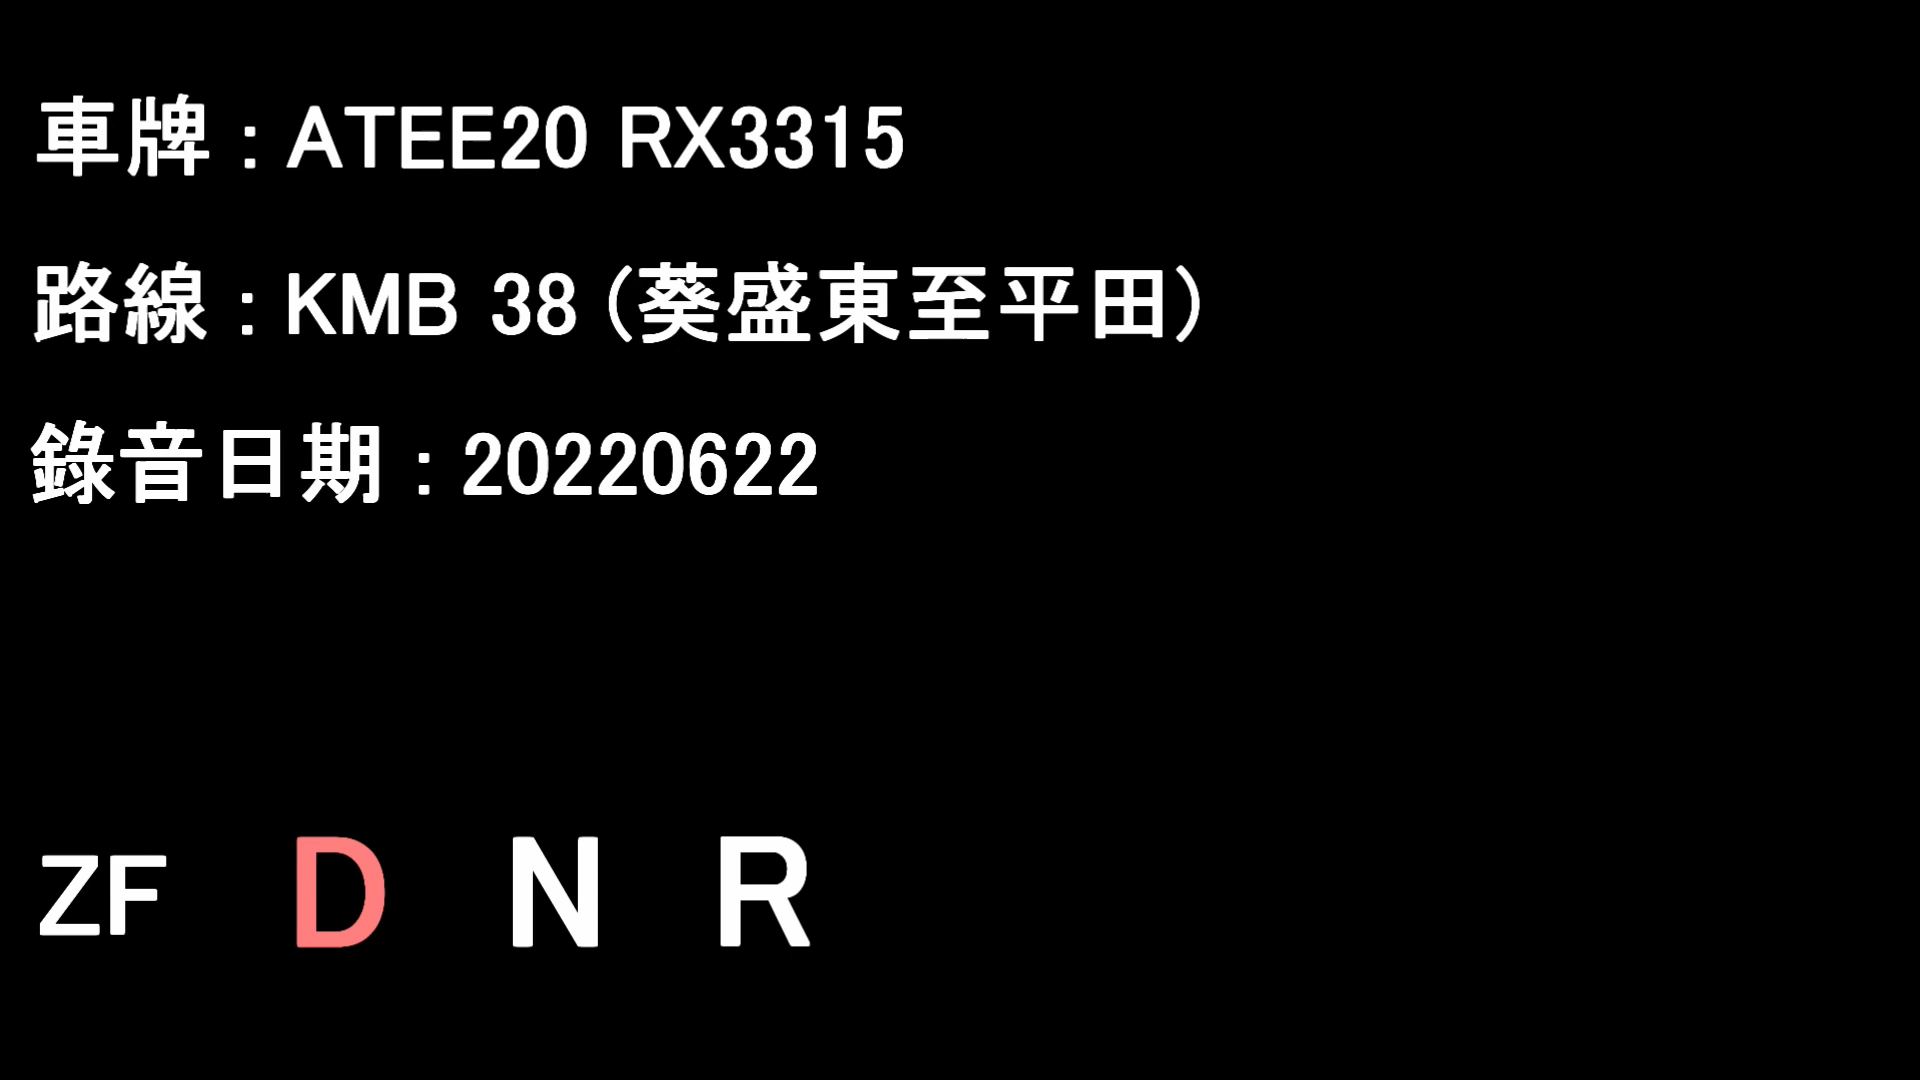 車牌 : ATEE20 RX3315
路線 : KMB 38 (葵盛東至平田)
錄音日期 : 20220622
ZF D N R